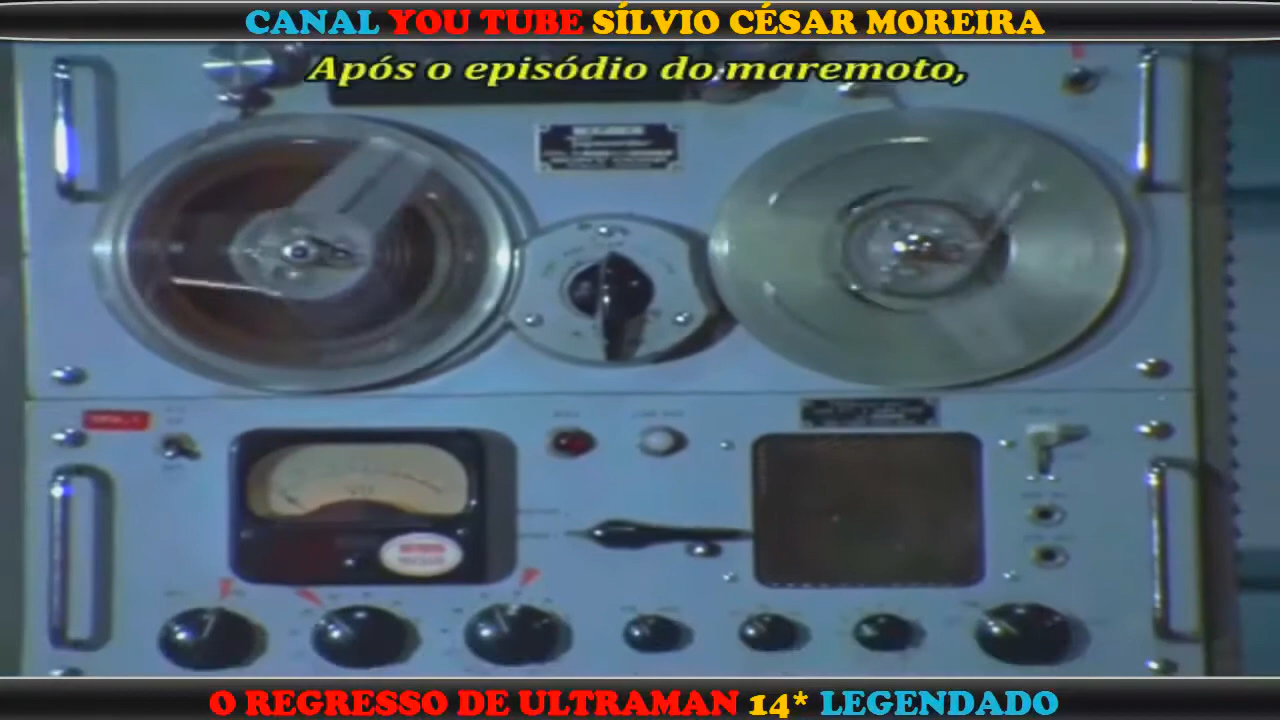 CANAL YOU TUBE SÍLVIO CÉSAR MOREIRA
Após o episódio do maremoto,
O REGRESSO DE ULTRAMAN 14* LEGENDADO